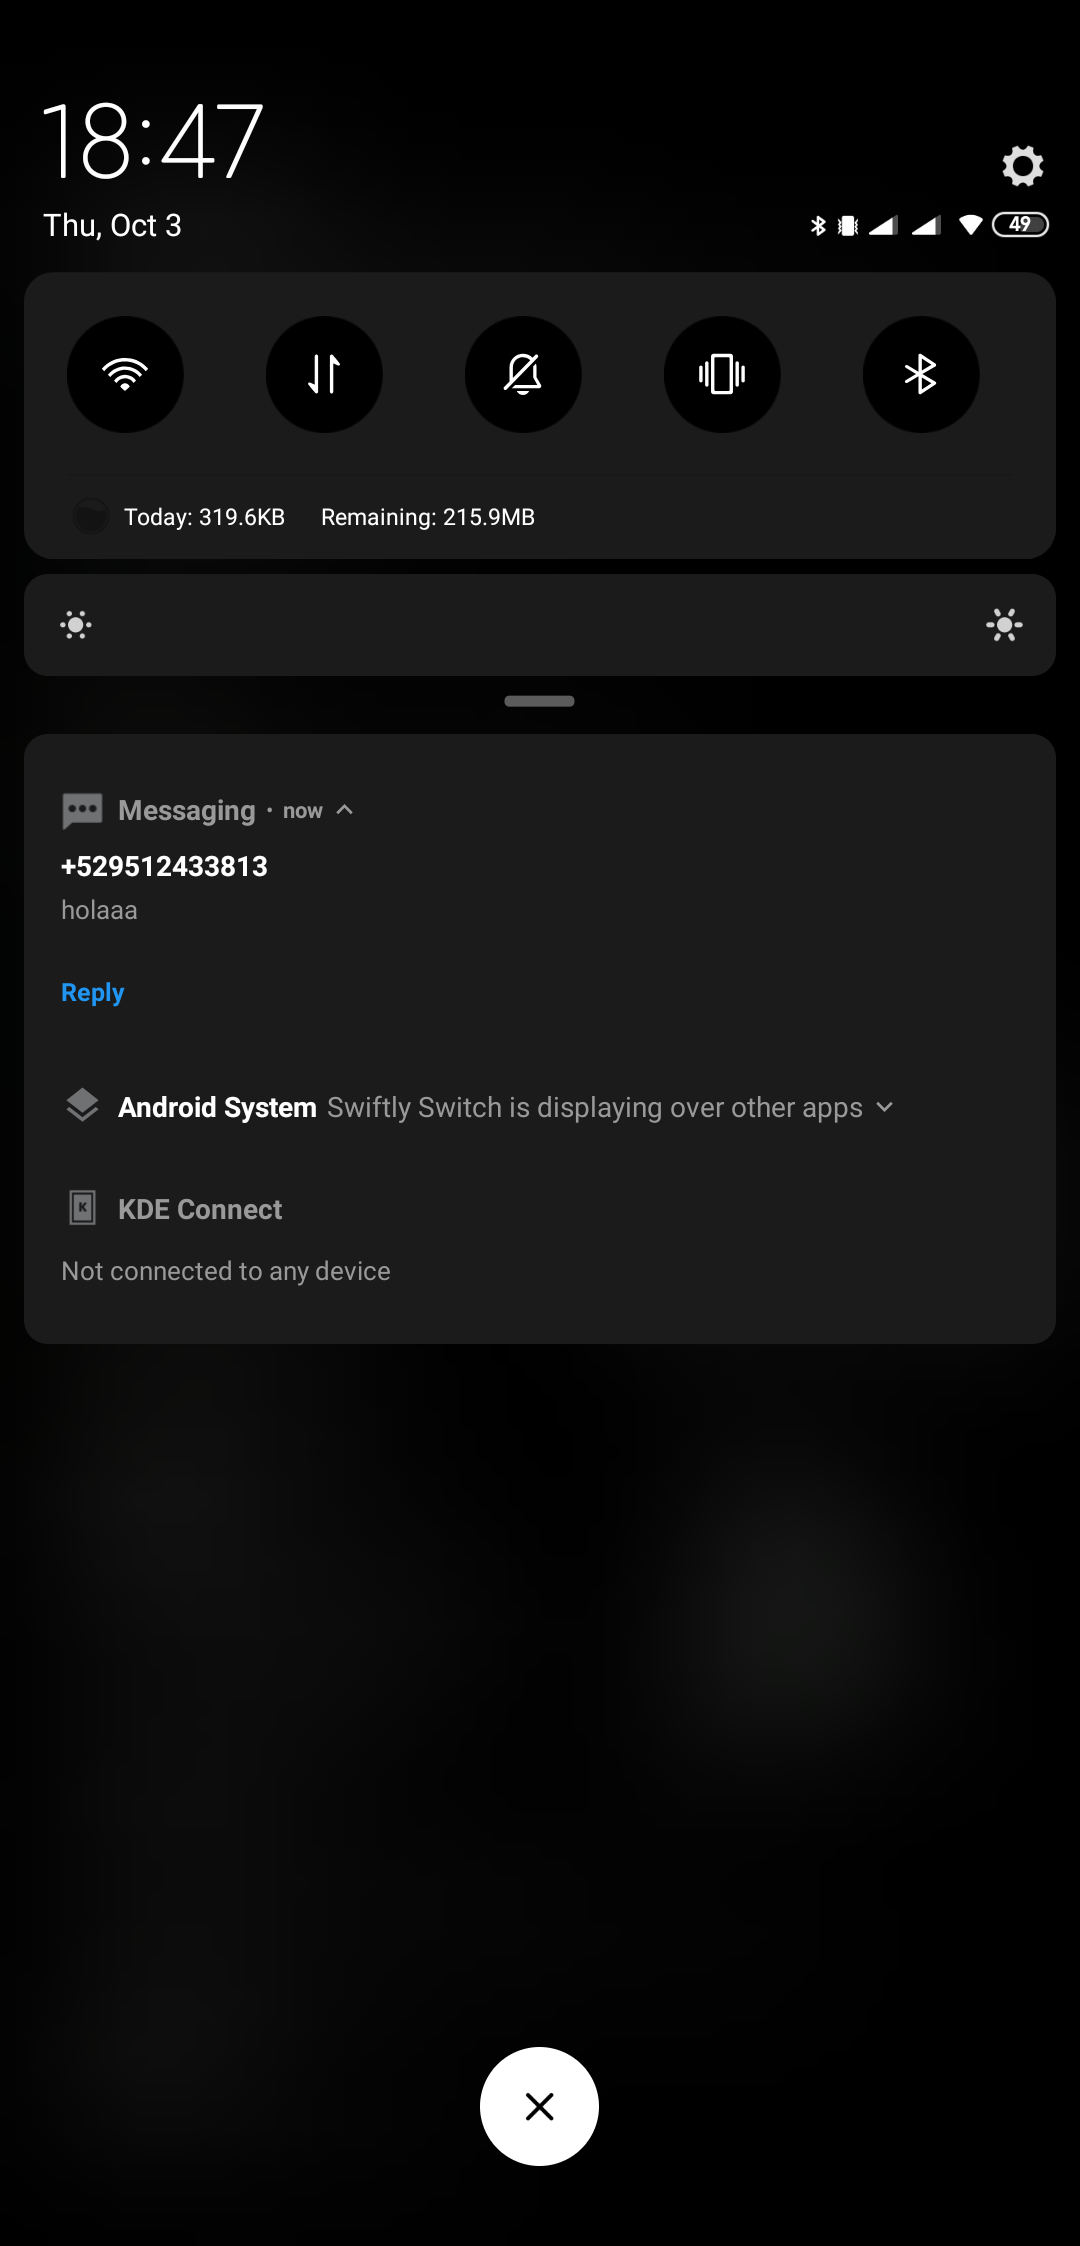 18:47
Thu, Oct 3
49
Today: 319.6KB Remaining: 215.9MB
Messaging · now
+529512433813
holaaa
Reply
Android System Swiftly Switch is displaying over other apps
K
KDE Connect
Not connected to any device